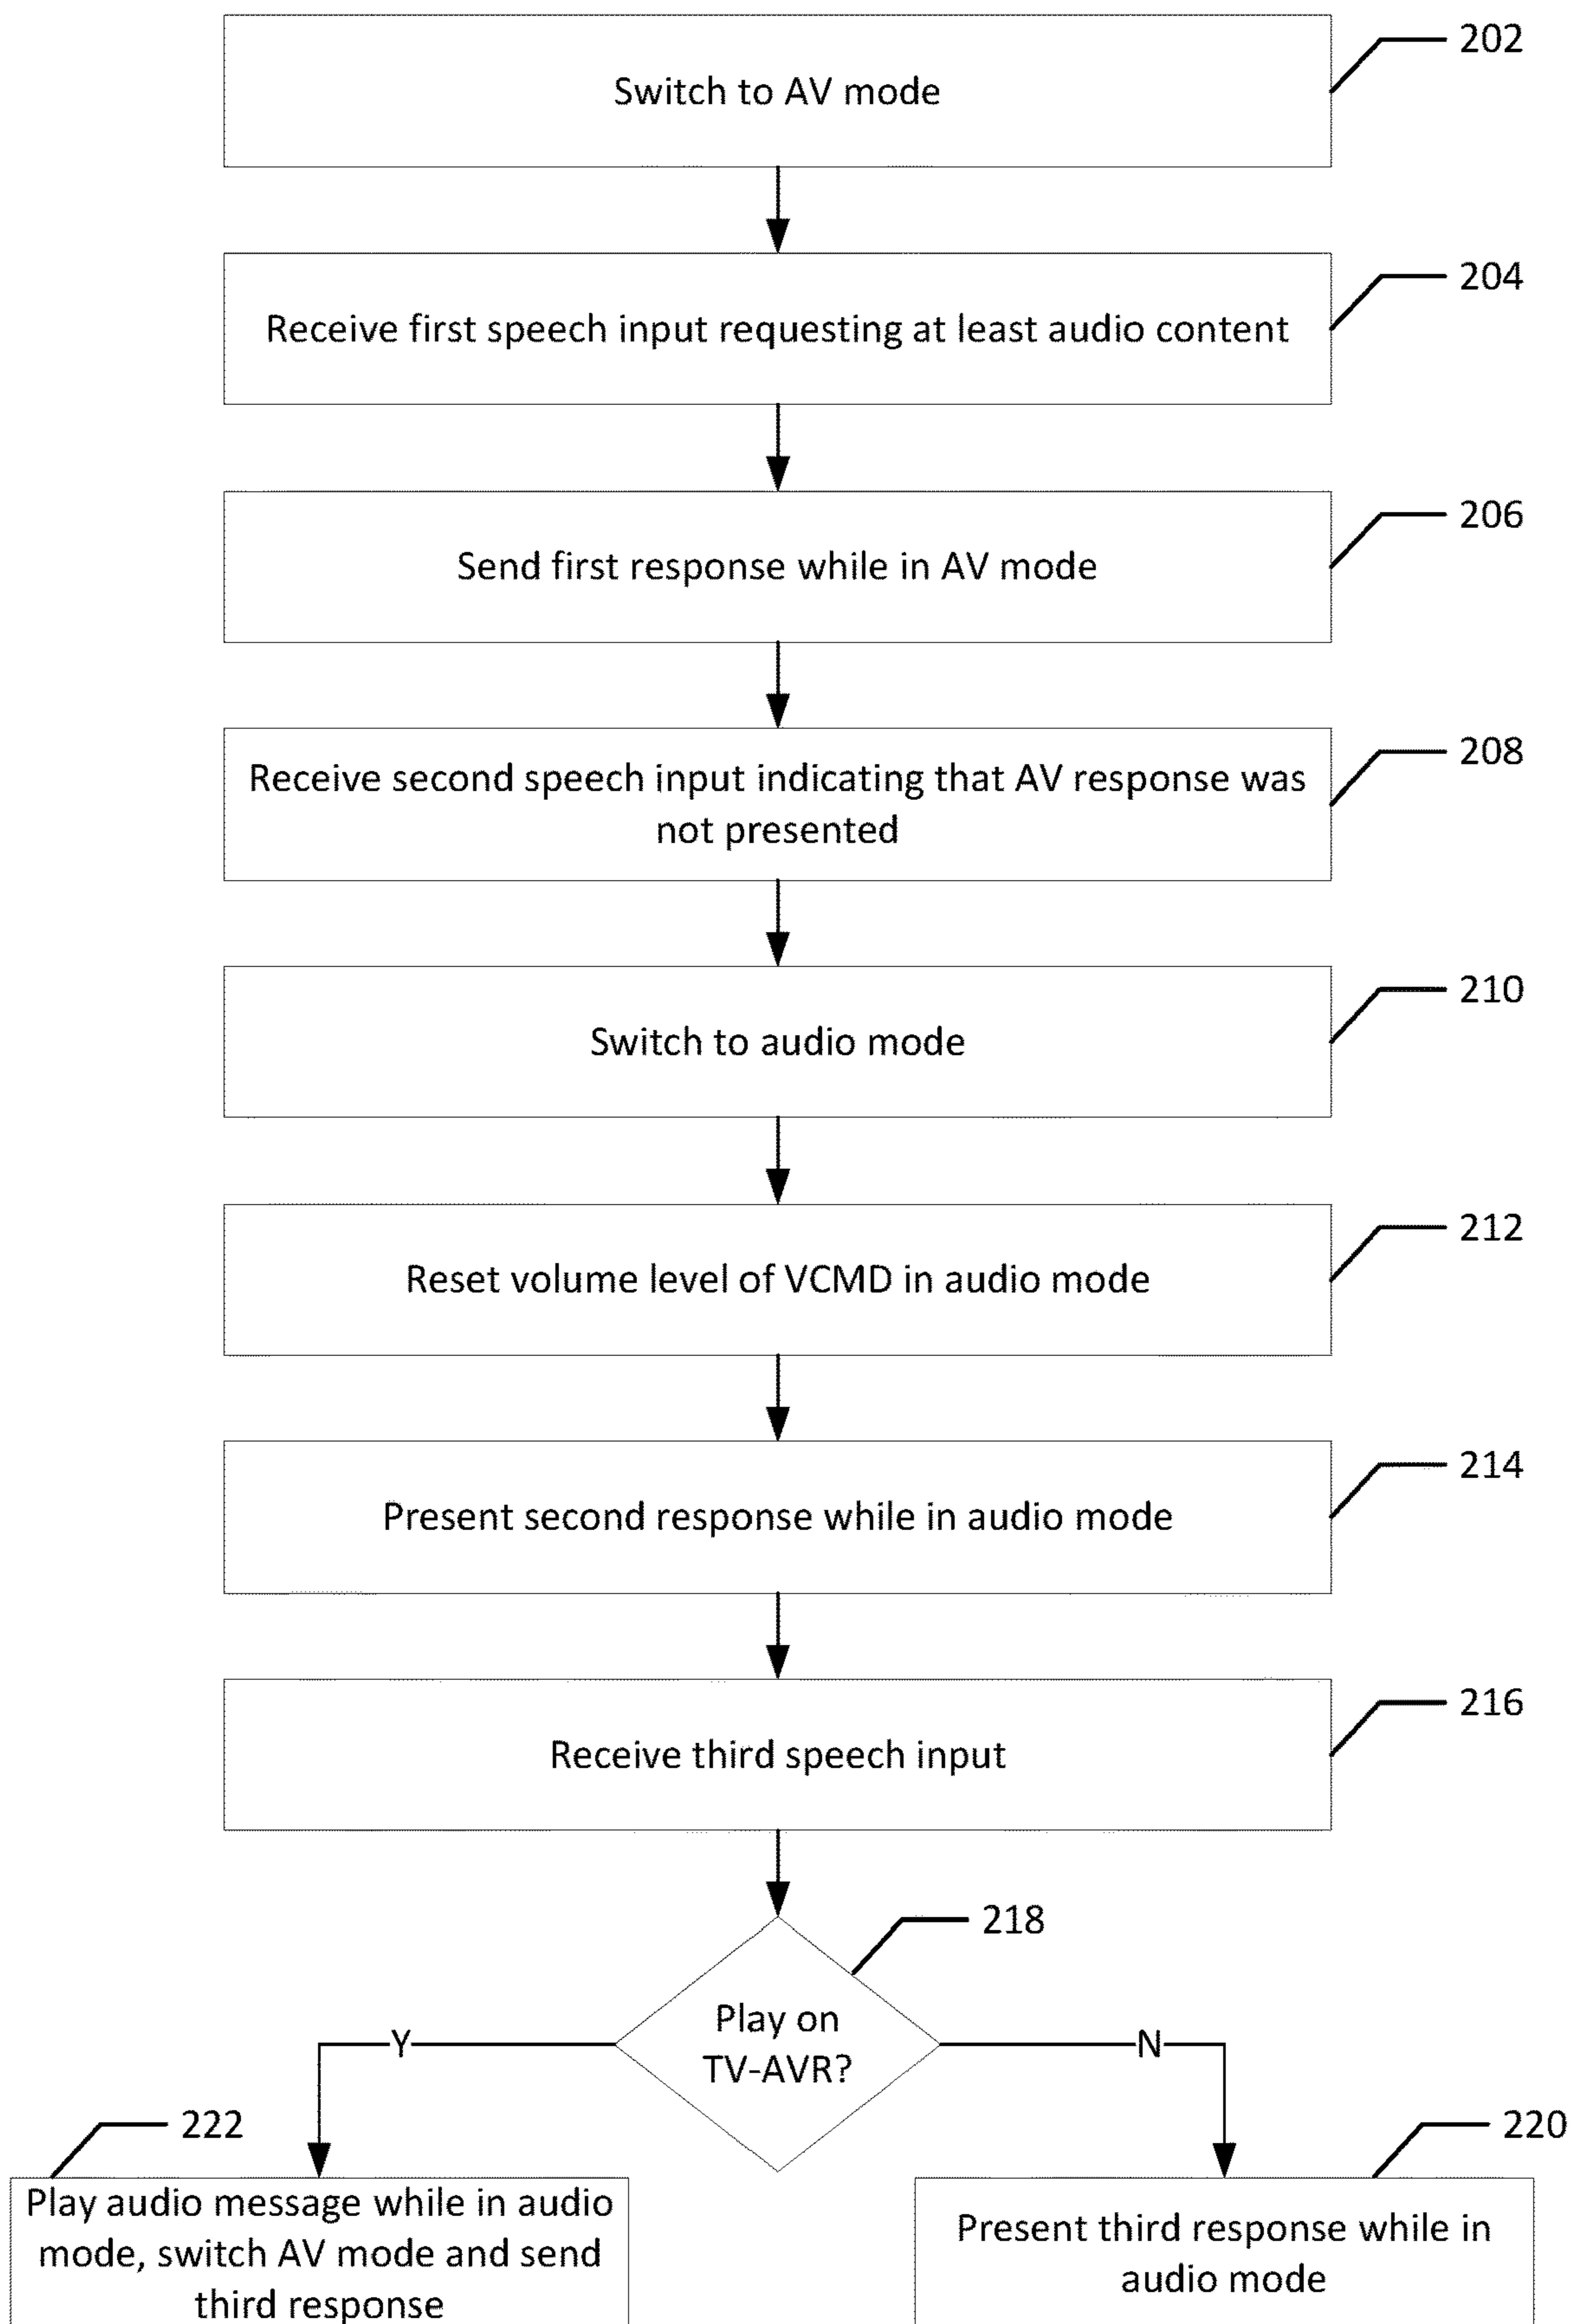 202
Switch to AV mode
204
Receive first speech input requesting at least audio content
206
Send first response while in AV mode
208
Receive second speech input indicating that AV response was
not presented
210
Switch to audio mode
212
Reset volume level of VCMD in audio mode
214
Present second response while in audio mode
216
Receive third speech input
218
Play on
TV-AVR?
Y
N
222
220
Play audio message while in audio
mode, switch AV mode and send
third response
Present third response while in
audio mode